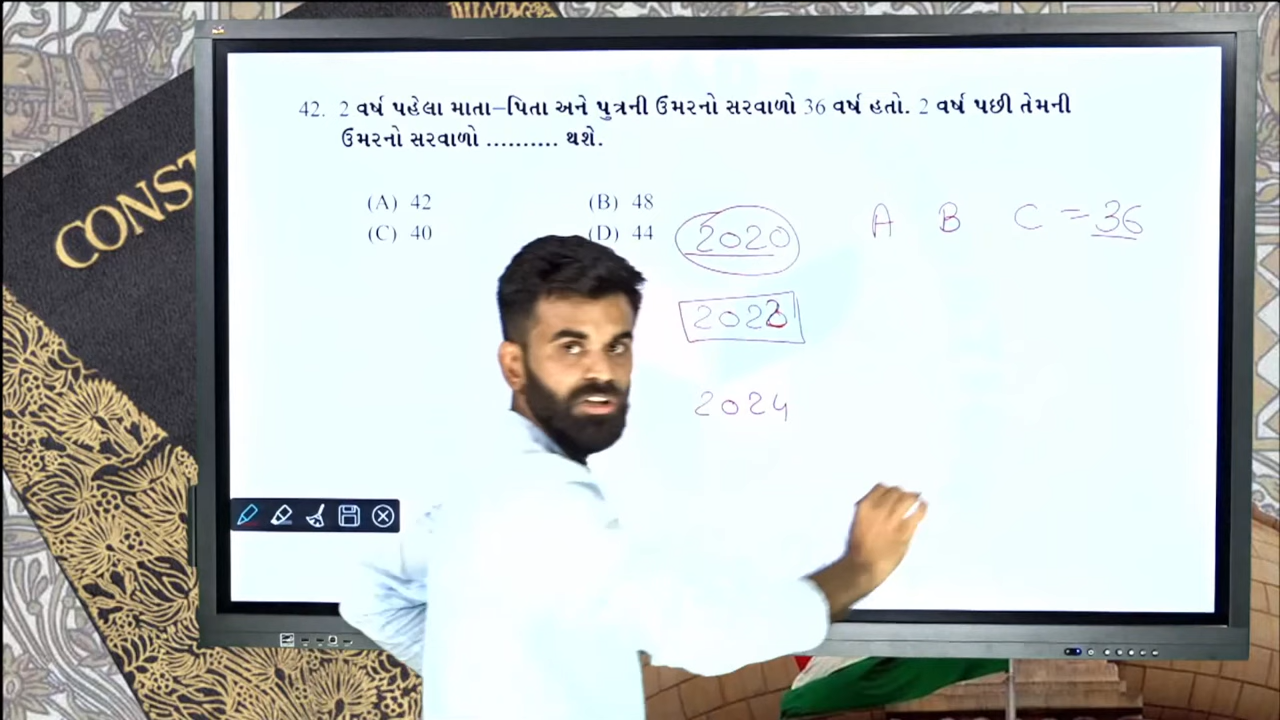 42. 2 વર્ષ પહેલા માતા–પિતા અને પુત્રની ઉંમરનો સરવાળો 36 વર્ષ હતો. 2 વર્ષ પછી તેમની
ઉંમરનો સરવાળો .......... થશે.
(A) 42 (B) 48
(C) 40 (D) 44
2020 A B C = 36
2022
2024
CONST